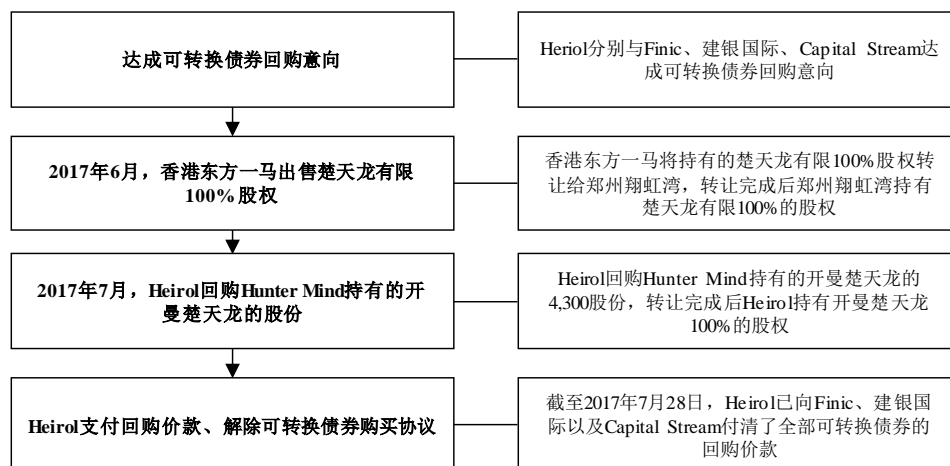 达成可转换债券回购意向
Heriol分别与Finic、建银国际、Capital Stream达
成可转换债券回购意向
2017年6月，香港东方一马出售楚天龙有限
100%股权
香港东方一马将持有的楚天龙有限100%股权转
让给郑州翔虹湾，转让完成后郑州翔虹湾持有
楚天龙有限100%的股权
2017年7月，Heirol回购Hunter Mind持有的开
曼楚天龙的股份
Heirol回购Hunter Mind持有的开曼楚天龙的
4,300股份，转让完成后Heirol持有开曼楚天龙
100%的股权
Heirol支付回购价款、解除可转换债券购买协议
截至2017年7月28日，Heirol已向Finic、建银国
际以及Capital Stream付清了全部可转换债券的
回购价款